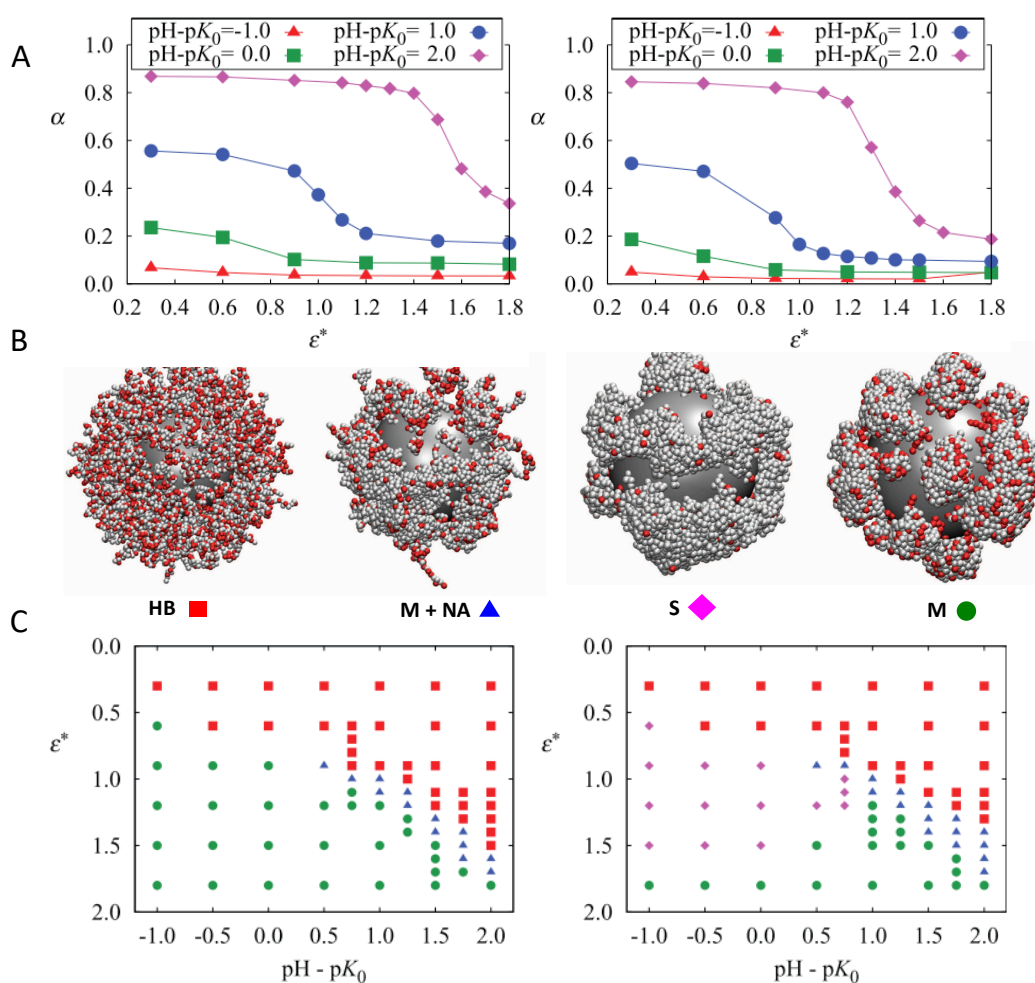 A
pH-pK₀=-1.0 pH-pK₀= 1.0
pH-pK₀= 0.0 pH-pK₀= 2.0
1.0
0.8
α
0.6
0.4
0.2
0.0
0.2 0.4 0.6 0.8 1.0 1.2 1.4 1.6 1.8
ε*
pH-pK₀=-1.0 pH-pK₀= 1.0
pH-pK₀= 0.0 pH-pK₀= 2.0
1.0
0.8
α
0.6
0.4
0.2
0.0
0.2 0.4 0.6 0.8 1.0 1.2 1.4 1.6 1.8
ε*
B
HB
M + NA
S
M
C
0.0
0.5
ε*
1.0
1.5
2.0
-1.0 -0.5 0.0 0.5 1.0 1.5 2.0
pH - pK₀
0.0
0.5
ε*
1.0
1.5
2.0
-1.0 -0.5 0.0 0.5 1.0 1.5 2.0
pH - pK₀